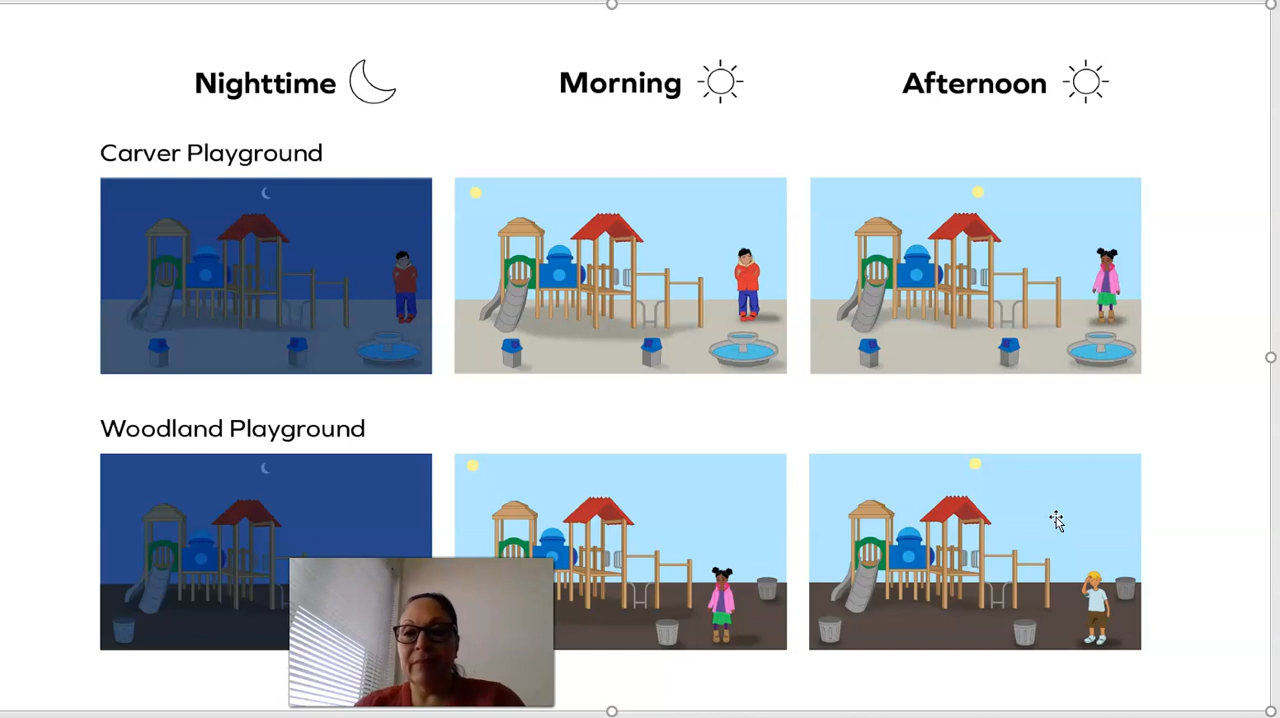 Nighttime
Morning
Afternoon
Carver Playground
Woodland Playground